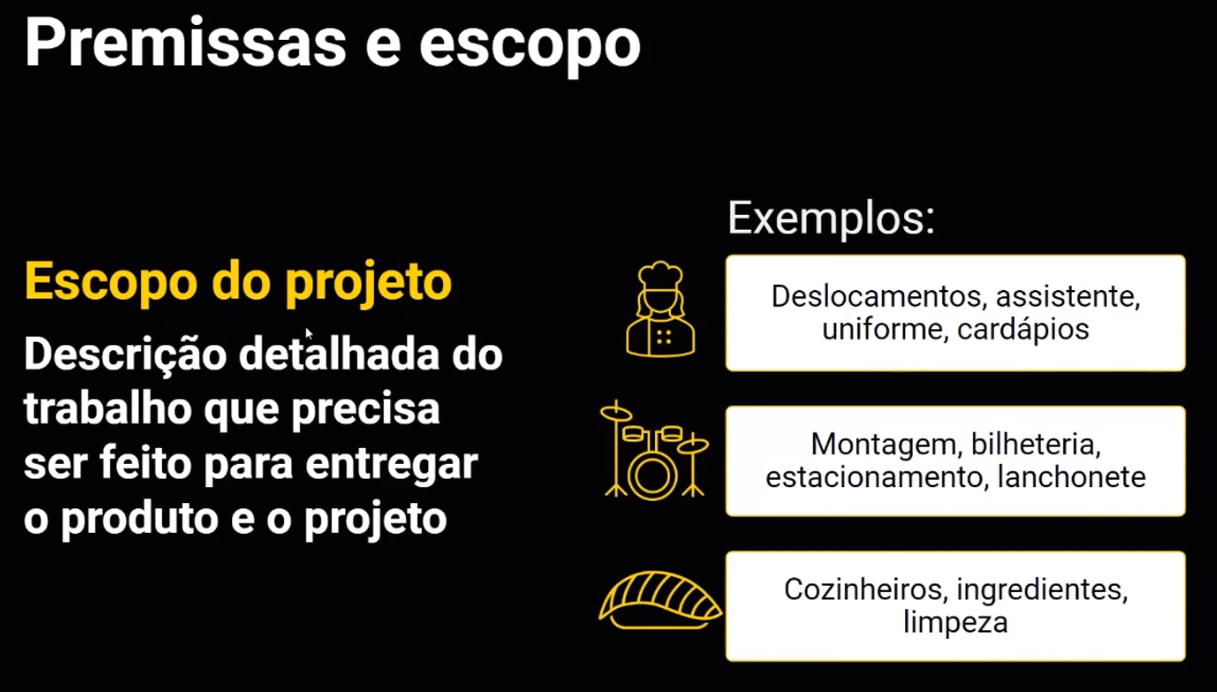 Premissas e escopo
Escopo do projeto
Descrição detalhada do
trabalho que precisa
ser feito para entregar
o produto e o projeto
Exemplos:
Deslocamentos, assistente,
uniforme, cardápios
Montagem, bilheteria,
estacionamento, lanchonete
Cozinheiros, ingredientes,
limpeza